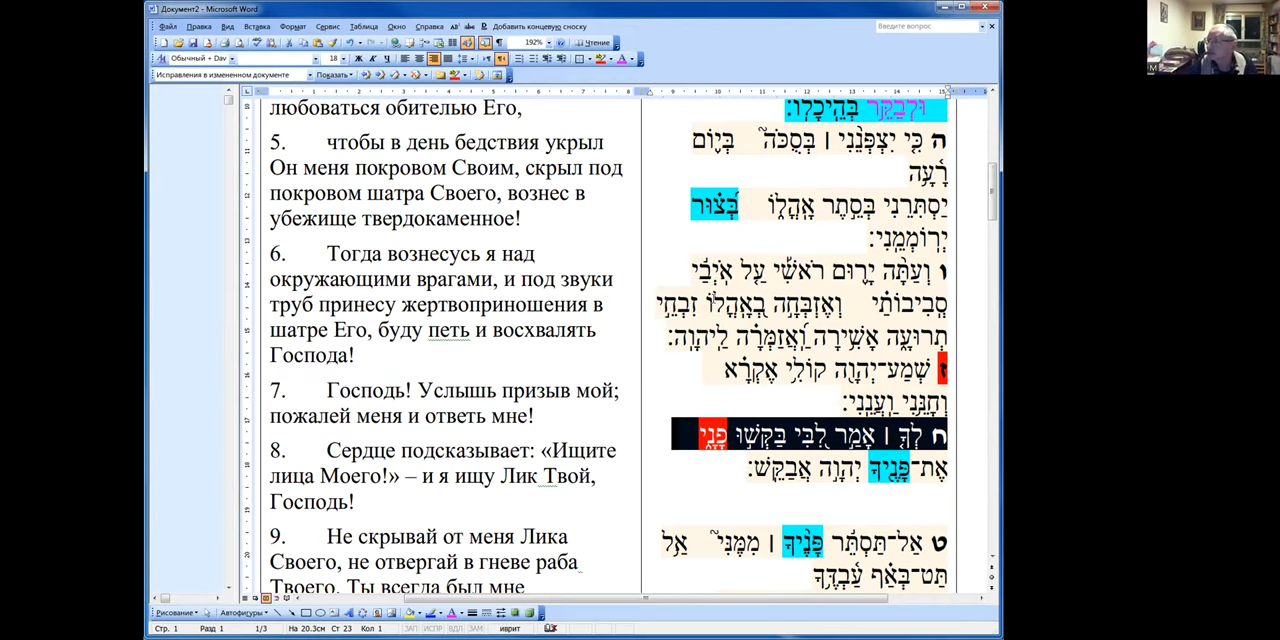 Документ2 - Microsoft Word
Файл Правка Вид Вставка Формат Сервис Таблица Окно Справка Добавить концевую сноску
Введите вопрос
192% Чтение
Обычный + Dav 18 Ж К Ч
Исправления в измененном документе Показать
любоваться обителью Его,
5. чтобы в день бедствия укрыл
Он меня покровом Своим, скрыл под
покровом шатра Своего, вознес в
убежище твердокаменное!
6. Тогда вознесусь я над
окружающими врагами, и под звуки
труб принесу жертвоприношения в
шатре Его, буду петь и восхвалять
Господа!
7. Господь! Услышь призыв мой;
пожалей меня и ответь мне!
8. Сердце подсказывает: «Ищите
лица Моего!» – и я ищу Лик Твой,
Господь!
9. Не скрывай от меня Лика
Своего, не отвергай в гневе раба
Твоего. Ты всегда был мне
וּלְבַקֵּ֥ר בְּהֵיכָלֽוֹ׃
ה כִּ֤י יִצְפְּנֵ֨נִי ׀ בְּסֻכֹּה֮ בְּי֪וֹם
רָ֫עָ֥ה
יַ֭סְתִּרֵנִי בְּסֵ֣תֶר אָהֳל֑וֹ בְּ֝צ֗וּר
יְרוֹמְמֵֽנִי׃
ו וְעַתָּ֨ה יָר֪וּם רֹאשִׁ֡י עַ֤ל אֹֽיְבַ֬י
סְֽבִיבוֹתַ֗י וְאֶזְבְּחָ֣ה בְ֭אָהֳלוֹ זִבְחֵ֣י
תְרוּעָ֑ה אָשִׁ֥ירָה וַ֝אֲזַמְּרָ֗ה לַיהוָֽה׃
ז שְׁמַע־יְהוָ֖ה קוֹלִ֥י אֶקְרָ֗א
וְחָנֵּ֥נִי וַעֲנֵֽנִי׃
ח לְךָ֤ ׀ אָמַ֣ר לִ֭בִּי בַּקְּשׁ֣וּ פָנָ֑י
אֶת־פָּנֶ֖יךָ יְהוָ֣ה אֲבַקֵּֽשׁ׃
ט אַל־תַּסְתֵּ֬ר פָּנֶ֨יךָ ׀ מִמֶּנִּי֮ אַֽל
תַּט־בְּאַ֗ף עַ֫בְדֶּ֥ךָ
Рисование Автофигуры
Стр. 1 Разд 1 1/3 На 20.3см Ст 23 Кол 1 ЗАП ИСПР ВДЛ ЗАМ иврит